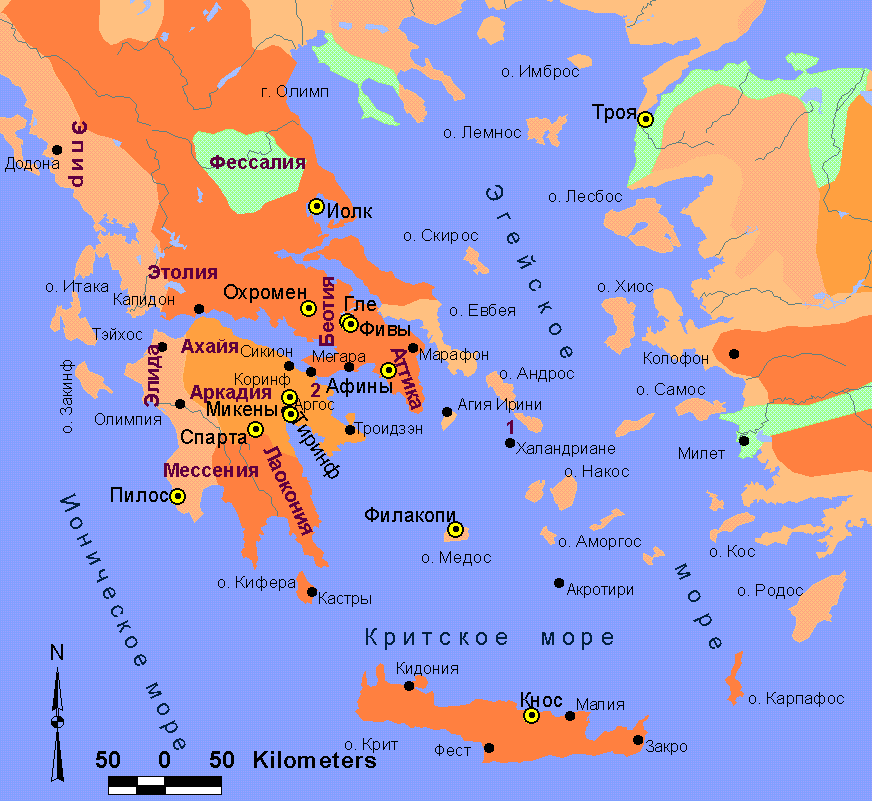 о. Имброс
г. Олимп
Троя
о. Лемнос
Эпир
Додона
Фессалия
Эгейское
о. Лесбос
Иолк
о. Скирос
Этолия
о. Итака
Капидон
Охромен
Беотия
Гле
Фивы
о. Евбея
о. Хиос
Тэйхос
Ахайя
Сикион
Мегара
Аттика
Марафон
Колофон
Элида
о. Закинф
Коринф
2
Афины
о. Андрос
о. Самос
Аркадия
Микены
Аргос
Агия Ирини
Олимпия
Спарта
Тиринф
Троидзэн
1
Халандриане
Милет
Мессения
Лаокония
о. Накос
Пилос
Филакопи
Ионическое море
о. Медос
о. Аморгос
о. Кос
море
о. Кифера
Кастры
Акротири
о. Родос
Критское море
N
Кидония
Кнос
Малия
о. Карпафос
о. Крит
Фест
Закро
50 0 50 Kilometers